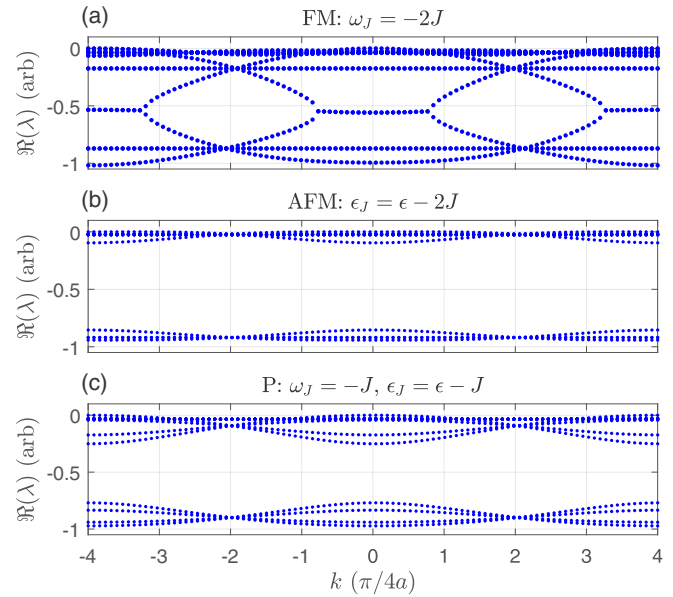 (a)
FM: ω_J = −2J
ℜ(λ) (arb)
0
-0.5
-1
(b)
AFM: ϵ_J = ϵ − 2J
ℜ(λ) (arb)
0
-0.5
-1
(c)
P: ω_J = −J, ϵ_J = ϵ − J
ℜ(λ) (arb)
0
-0.5
-1
-4 -3 -2 -1 0 1 2 3 4
k (π/4a)